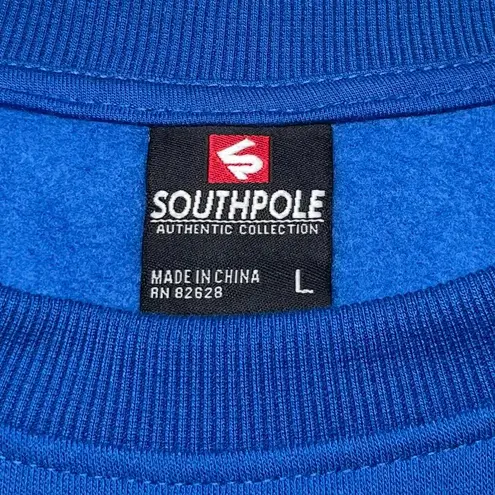 SOUTHPOLE
AUTHENTIC COLLECTION
MADE IN CHINA
RN 82628
L